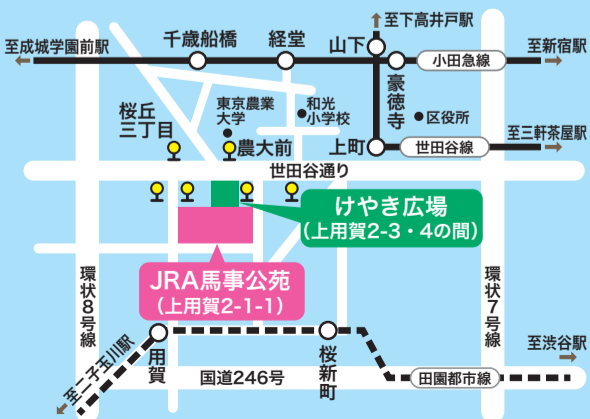 至下高井戸駅
至成城学園前駅
千歳船橋
経堂
山下
小田急線
至新宿駅
豪徳寺
桜丘
三丁目
東京農業
大学
和光
小学校
区役所
農大前
上町
世田谷線
至三軒茶屋駅
世田谷通り
けやき広場
(上用賀2-3・4の間)
JRA馬事公苑
(上用賀2-1-1)
環状8号線
環状7号線
至二子玉川駅
用賀
桜新町
至渋谷駅
国道246号
田園都市線